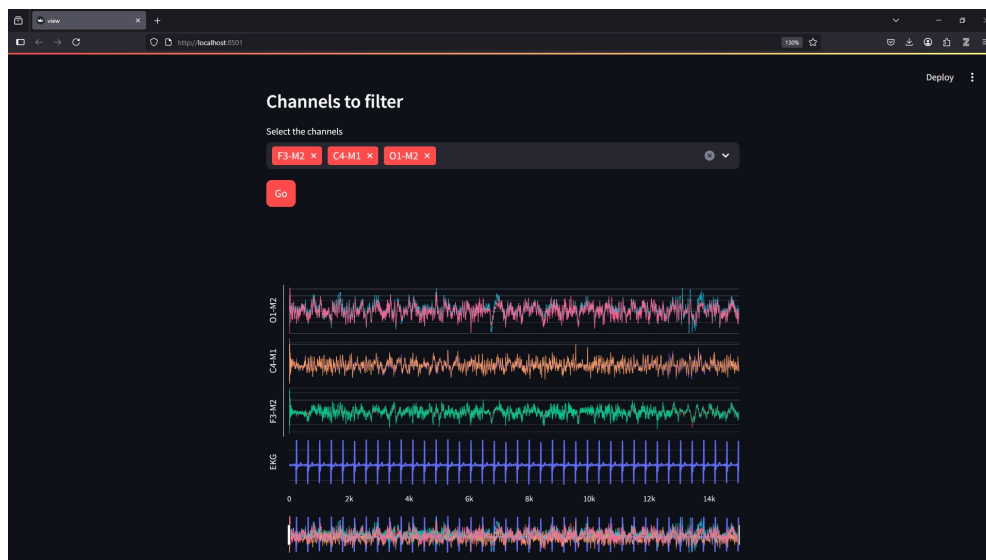 view
http://localhost:8501
130%
Deploy
Channels to filter
Select the channels
F3-M2 C4-M1 O1-M2
Go
O1-M2
C4-M1
F3-M2
EKG
0 2k 4k 6k 8k 10k 12k 14k